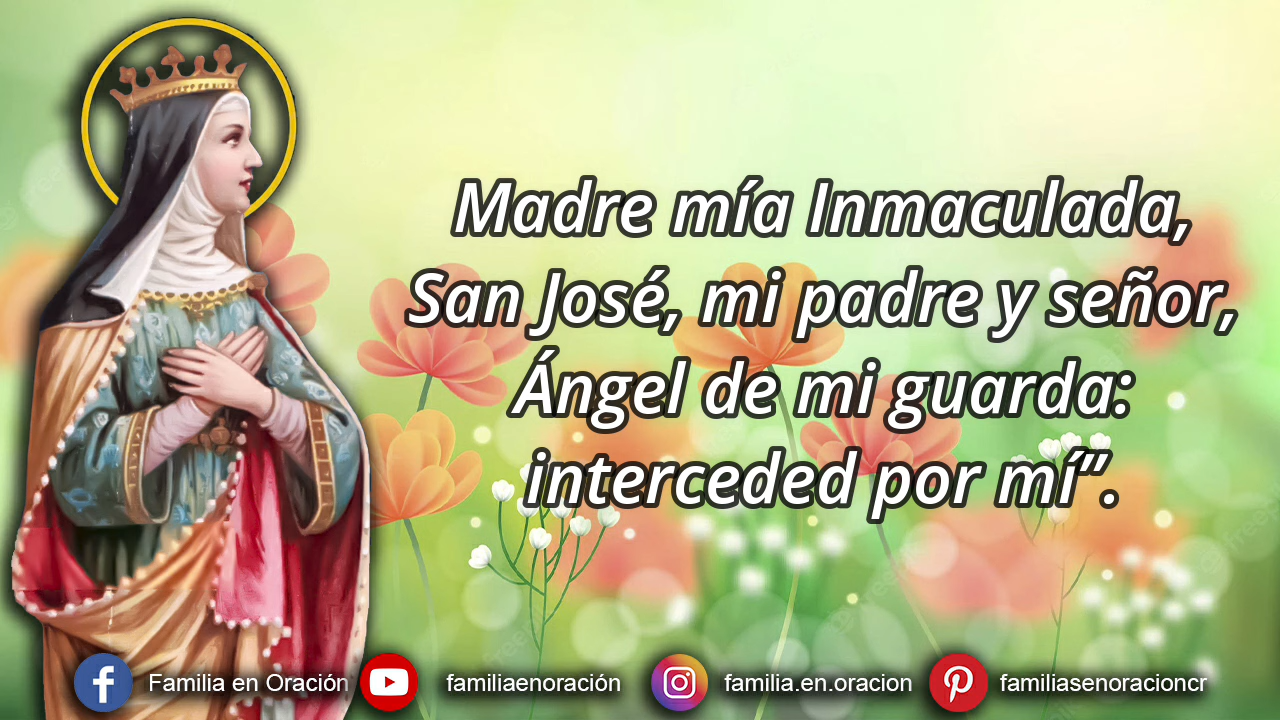 Madre mía Inmaculada,
San José, mi padre y señor,
Ángel de mi guarda:
interceded por mí”.
Familia en Oración
familiaenoración
familia.en.oracion
familiasenoracioncr